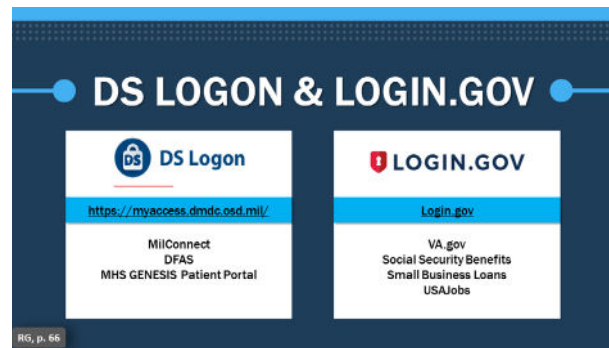 DS LOGON & LOGIN.GOV
DS
DS Logon
https://myaccess.dmdc.osd.mil/
MilConnect
DFAS
MHS GENESIS Patient Portal
LOGIN.GOV
Login.gov
VA.gov
Social Security Benefits
Small Business Loans
USAJobs
RG, p. 66